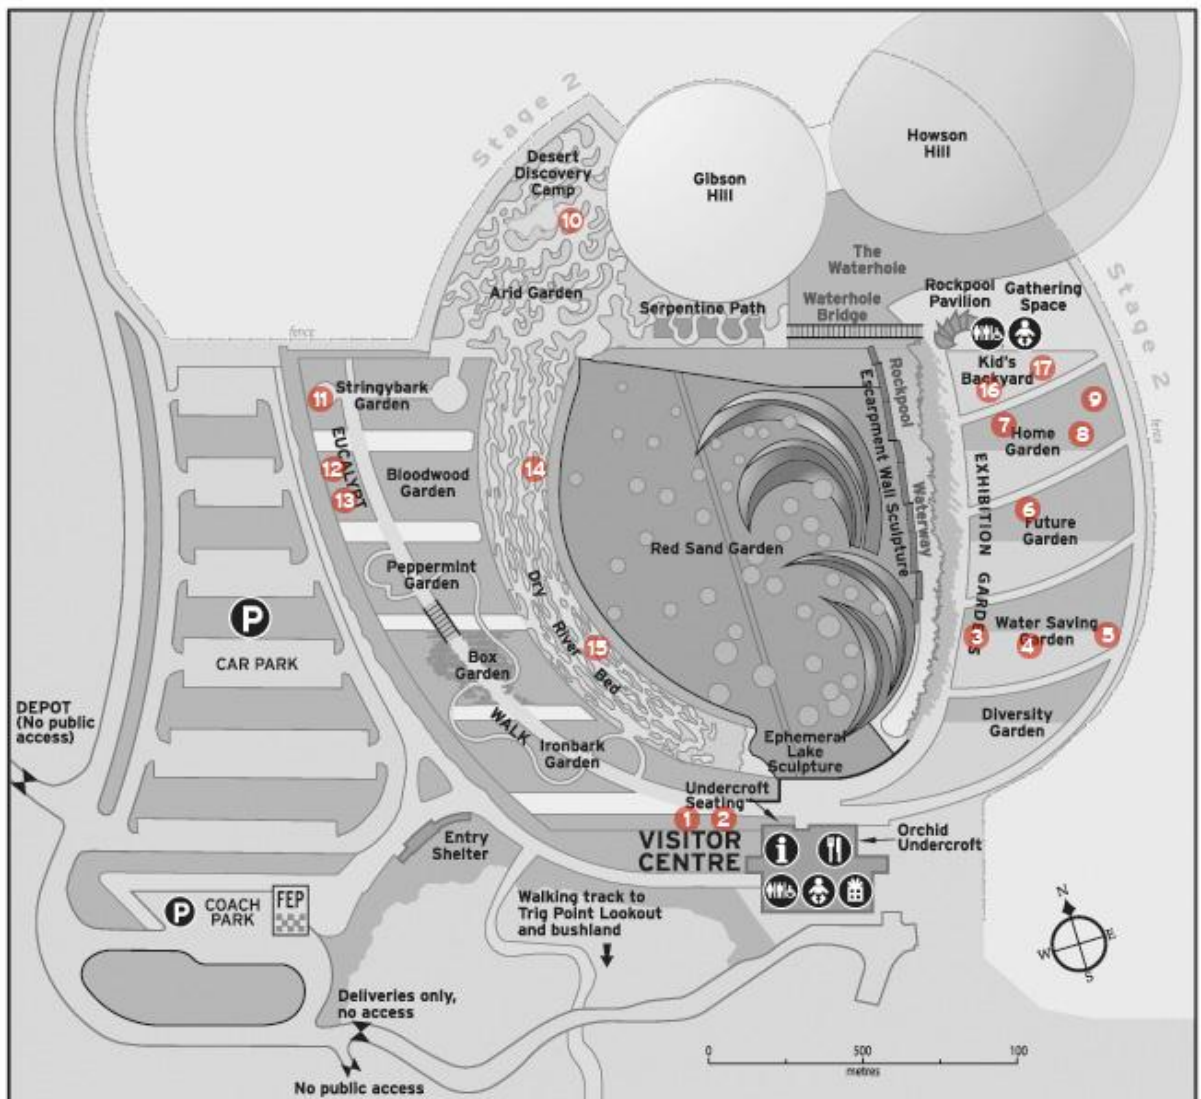 Stage 2
Desert
Discovery
Camp
10
Gibson
Hill
Howson
Hill
The
Waterhole
Arid Garden
Serpentine Path
Waterhole
Bridge
Rockpool
Pavilion
Gathering
Space
Stage 2
fence
fence
Kid's
Backyard
16
17
11
Stringybark
Garden
EUCALYPT
12
13
Bloodwood
Garden
14
Rockpool
Escarpment Wall Sculpture
Waterway
9
7
Home
Garden
8
EXHIBITION GARDENS
6
Future
Garden
Red Sand Garden
Peppermint
Garden
Dry
River
Bed
15
P
CAR PARK
Box
Garden
3
Water Saving
Garden
4
5
DEPOT
(No public
access)
WALK
Ironbark
Garden
Ephemeral
Lake
Sculpture
Diversity
Garden
Undercroft
Seating
1
2
VISITOR
CENTRE
i
Orchid
Undercroft
Entry
Shelter
P
COACH
PARK
FEP
Walking track to
Trig Point Lookout
and bushland
N
W
E
S
Deliveries only,
no access
No public access
0
500
100
metres